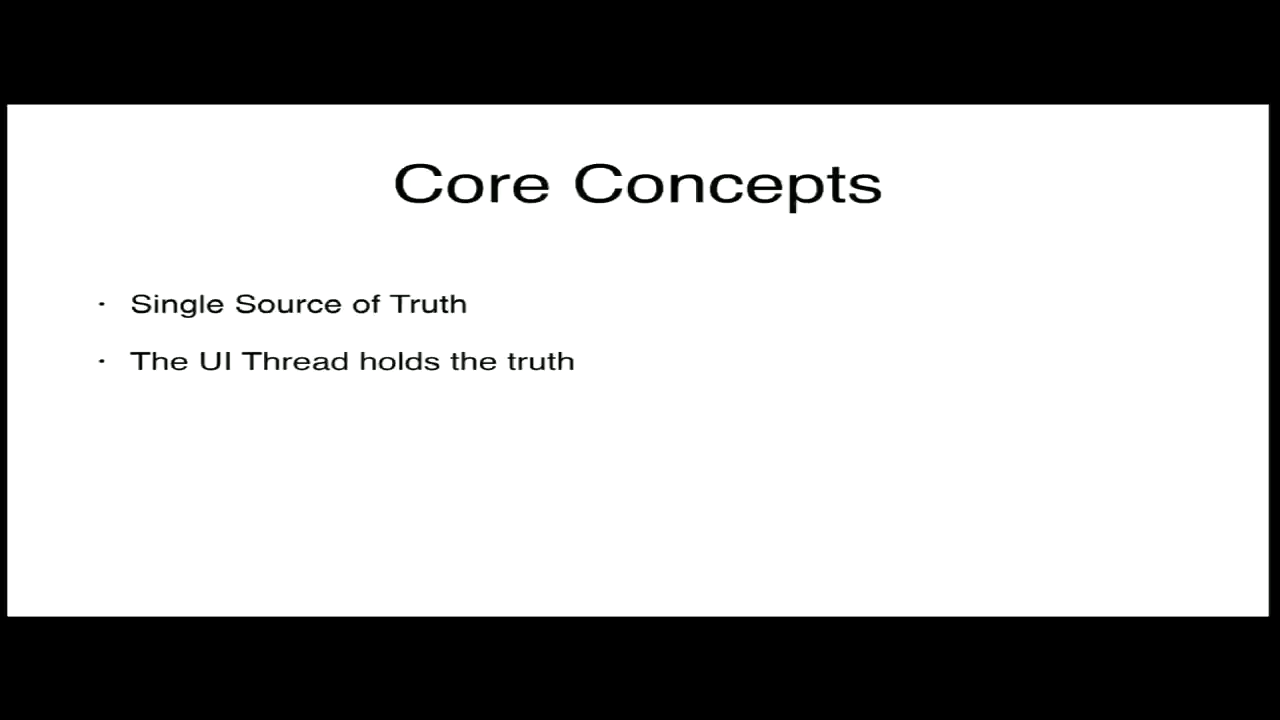 Core Concepts
· Single Source of Truth
· The UI Thread holds the truth